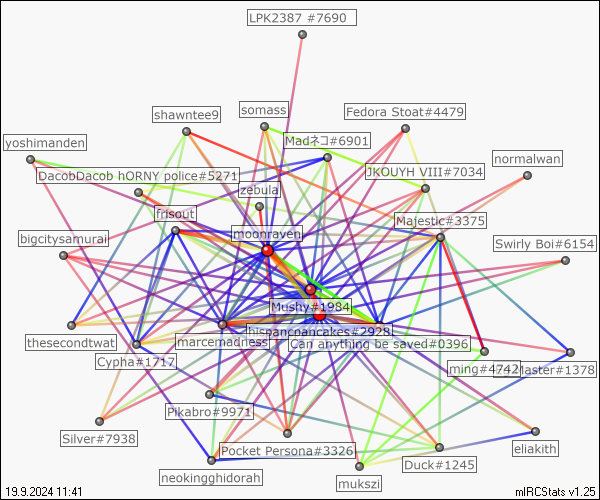 LPK2387 #7690
shawntee9
somass
Fedora Stoat#4479
yoshimanden
Madネコ#6901
normalwan
DacobDacob hORNY police#5271
JKOUYH VIII#7034
zebula
frisout
Majestic#3375
moonraven
bigcitysamurai
Swirly Boi#6154
Mushy#1984
hispancpancakes#2928
thesecondtwat
marcemadness
Can anything be saved#0396
Cypha#1717
ming#4742
Master#1378
Pikabro#9971
Silver#7938
Pocket Persona#3326
eliakith
Duck#1245
neokingghidorah
mukszi
19.9.2024 11:41
mIRCStats v1.25